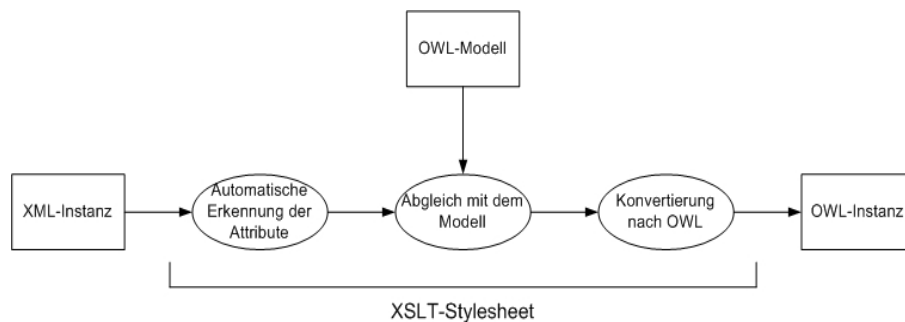 OWL-Modell
XML-Instanz
Automatische
Erkennung der
Attribute
Abgleich mit dem
Modell
Konvertierung
nach OWL
OWL-Instanz
XSLT-Stylesheet